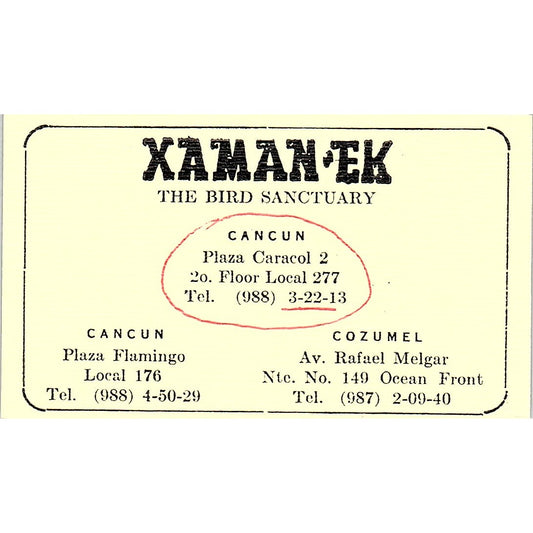 XAMAN-EK
THE BIRD SANCTUARY
CANCUN
Plaza Caracol 2
2o. Floor Local 277
Tel. (988) 3-22-13
CANCUN
Plaza Flamingo
Local 176
Tel. (988) 4-50-29
COZUMEL
Av. Rafael Melgar
Nte. No. 149 Ocean Front
Tel. (987) 2-09-40